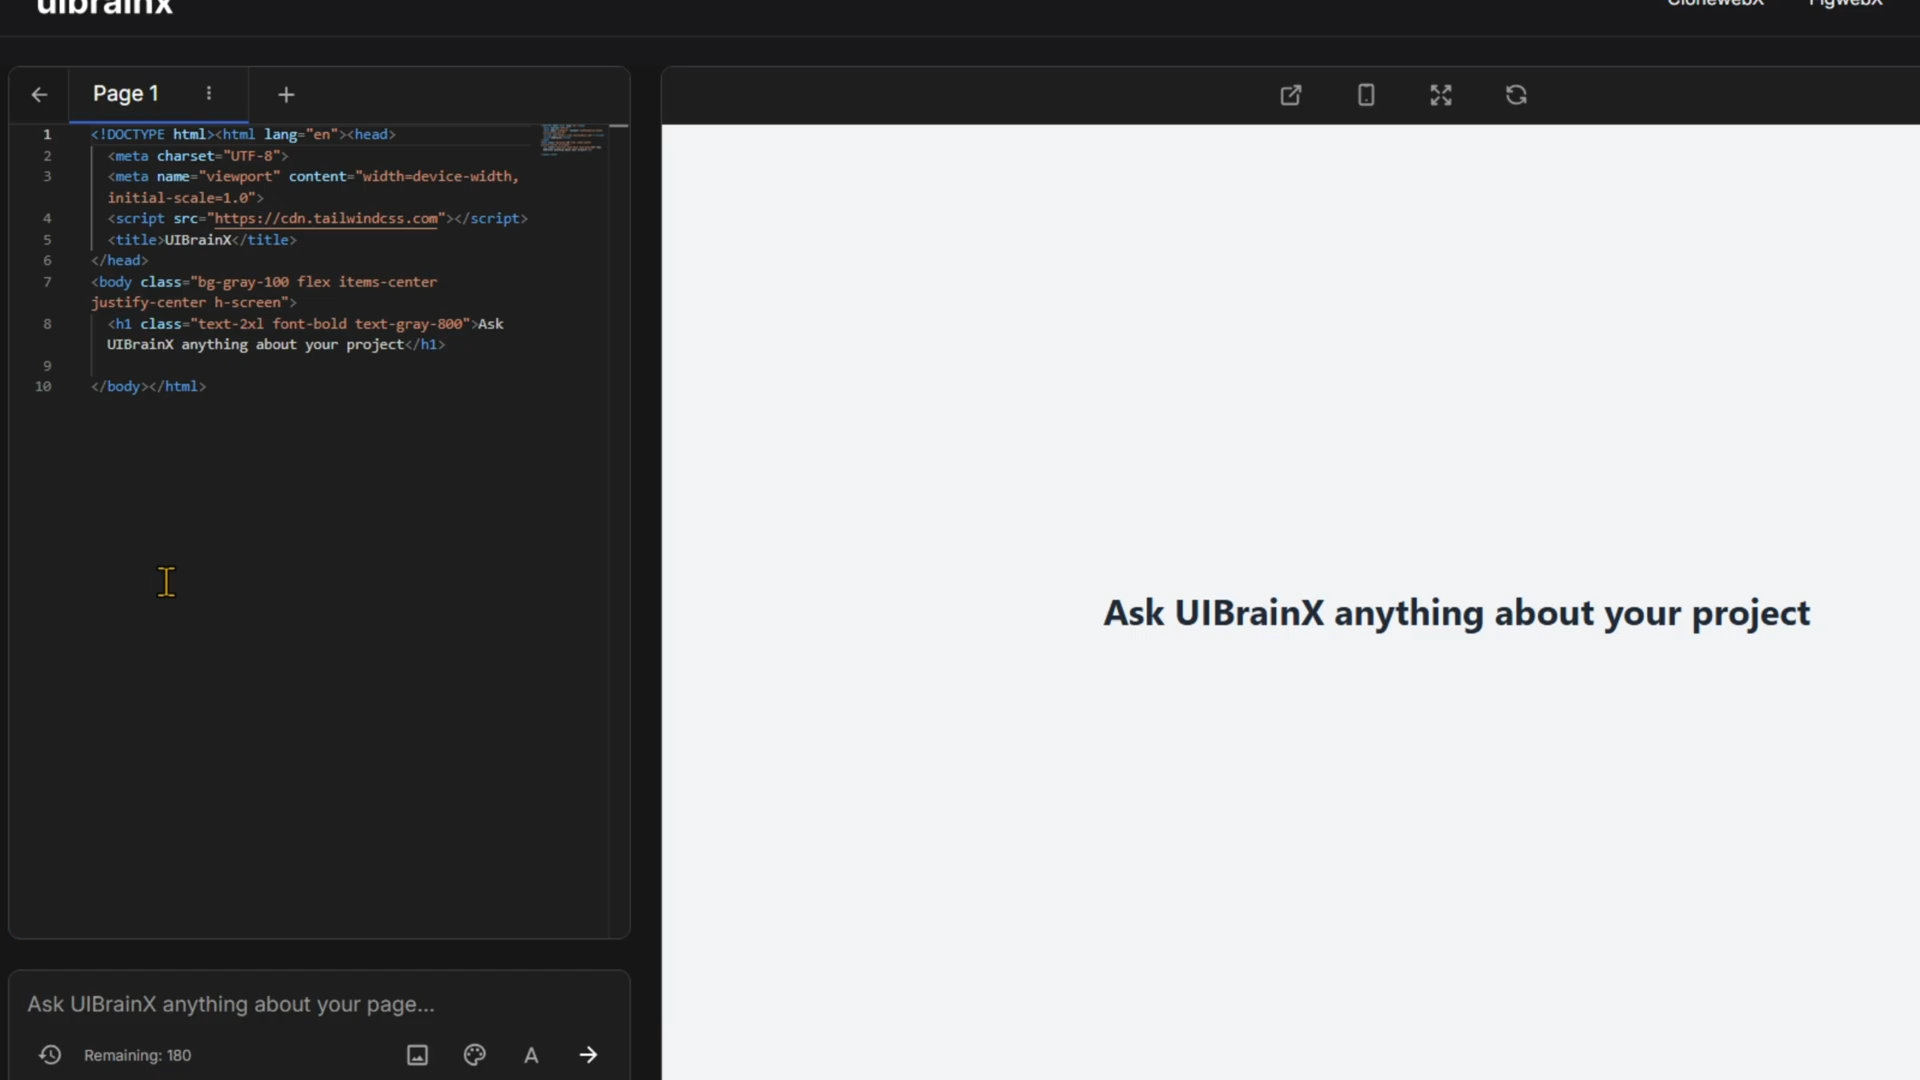 uibrainx
CloneWebX FigWebX
Page 1
1 <!DOCTYPE html><html lang="en"><head>
2 <meta charset="UTF-8">
3 <meta name="viewport" content="width=device-width,
initial-scale=1.0">
4 <script src="https://cdn.tailwindcss.com"></script>
5 <title>UIBrainX</title>
6 </head>
7 <body class="bg-gray-100 flex items-center
justify-center h-screen">
8 <h1 class="text-2xl font-bold text-gray-800">Ask
UIBrainX anything about your project</h1>
9
10 </body></html>
Ask UIBrainX anything about your project
Ask UIBrainX anything about your page...
Remaining: 180
A